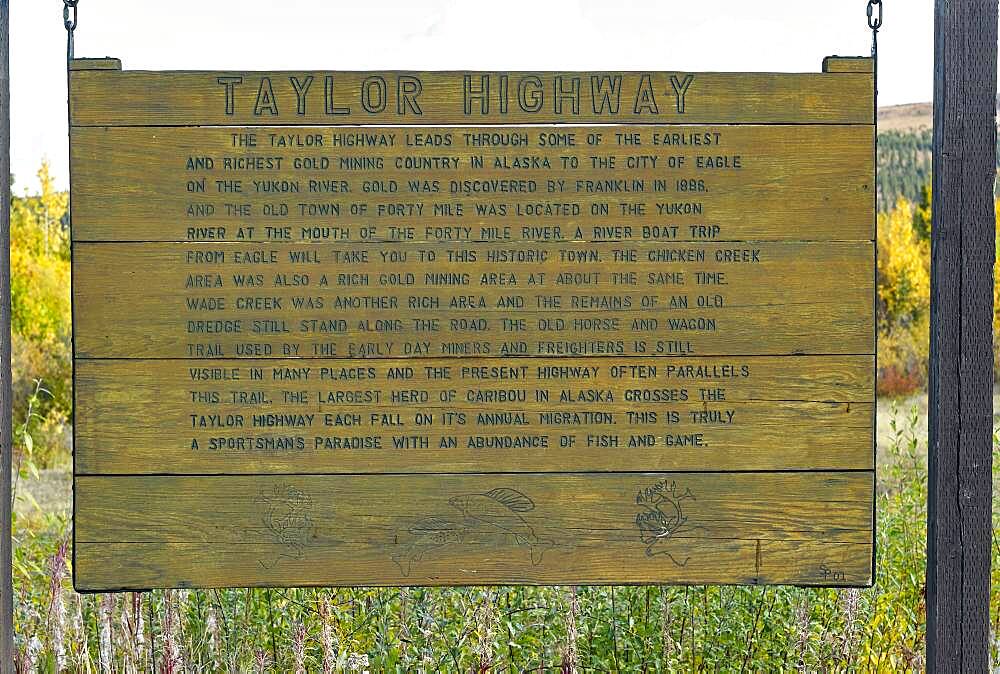 TAYLOR HIGHWAY
THE TAYLOR HIGHWAY LEADS THROUGH SOME OF THE EARLIEST
AND RICHEST GOLD MINING COUNTRY IN ALASKA TO THE CITY OF EAGLE
ON THE YUKON RIVER. GOLD WAS DISCOVERED BY FRANKLIN IN 1886,
AND THE OLD TOWN OF FORTY MILE WAS LOCATED ON THE YUKON
RIVER AT THE MOUTH OF THE FORTY MILE RIVER. A RIVER BOAT TRIP
FROM EAGLE WILL TAKE YOU TO THIS HISTORIC TOWN. THE CHICKEN CREEK
AREA WAS ALSO A RICH GOLD MINING AREA AT ABOUT THE SAME TIME.
WADE CREEK WAS ANOTHER RICH AREA AND THE REMAINS OF AN OLD
DREDGE STILL STAND ALONG THE ROAD. THE OLD HORSE AND WAGON
TRAIL USED BY THE EARLY DAY MINERS AND FREIGHTERS IS STILL
VISIBLE IN MANY PLACES AND THE PRESENT HIGHWAY OFTEN PARALLELS
THIS TRAIL. THE LARGEST HERD OF CARIBOU IN ALASKA CROSSES THE
TAYLOR HIGHWAY EACH FALL ON IT'S ANNUAL MIGRATION. THIS IS TRULY
A SPORTSMAN'S PARADISE WITH AN ABUNDANCE OF FISH AND GAME.
SP 01